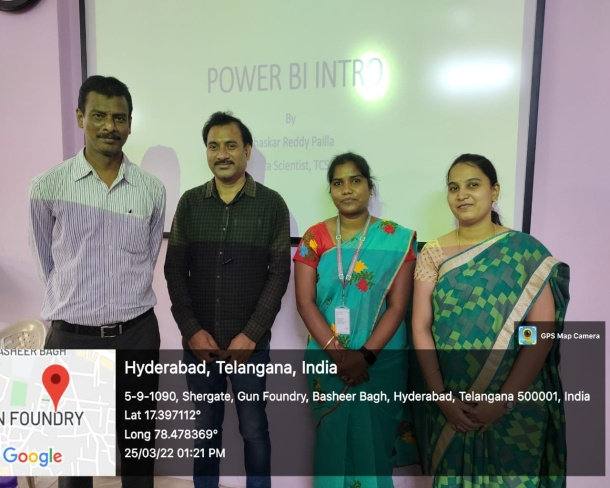 POWER BI INTRO
By
haskar Reddy Pailla
a Scientist, TCS
GPS Map Camera
BASHEER BAGH
N FOUNDRY
Google
Hyderabad, Telangana, India
5-9-1090, Shergate, Gun Foundry, Basheer Bagh, Hyderabad, Telangana 500001, India
Lat 17.397112°
Long 78.478369°
25/03/22 01:21 PM